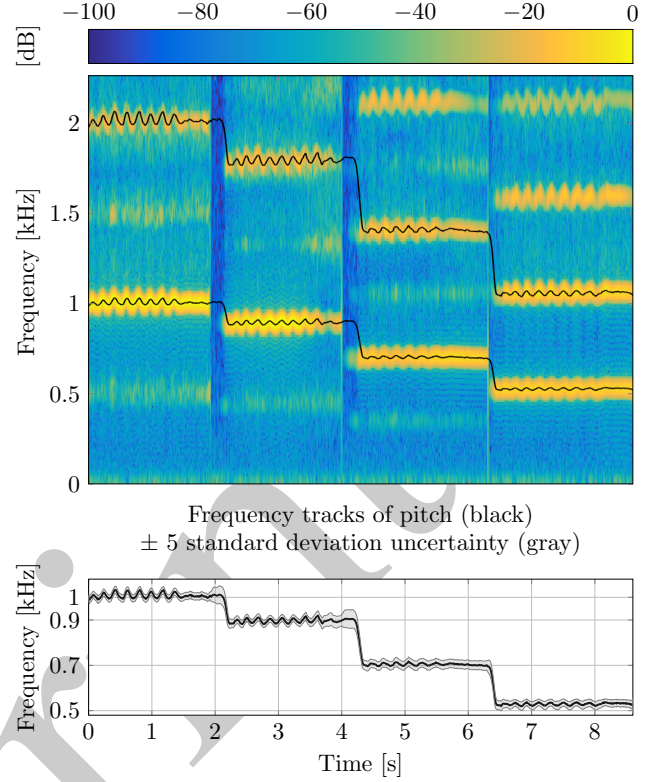 [dB]
−100 −80 −60 −40 −20 0
Frequency [kHz]
2
1.5
1
0.5
0
Frequency tracks of pitch (black)
± 5 standard deviation uncertainty (gray)
Frequency [kHz]
1
0.9
0.7
0.5
0 1 2 3 4 5 6 7 8
Time [s]